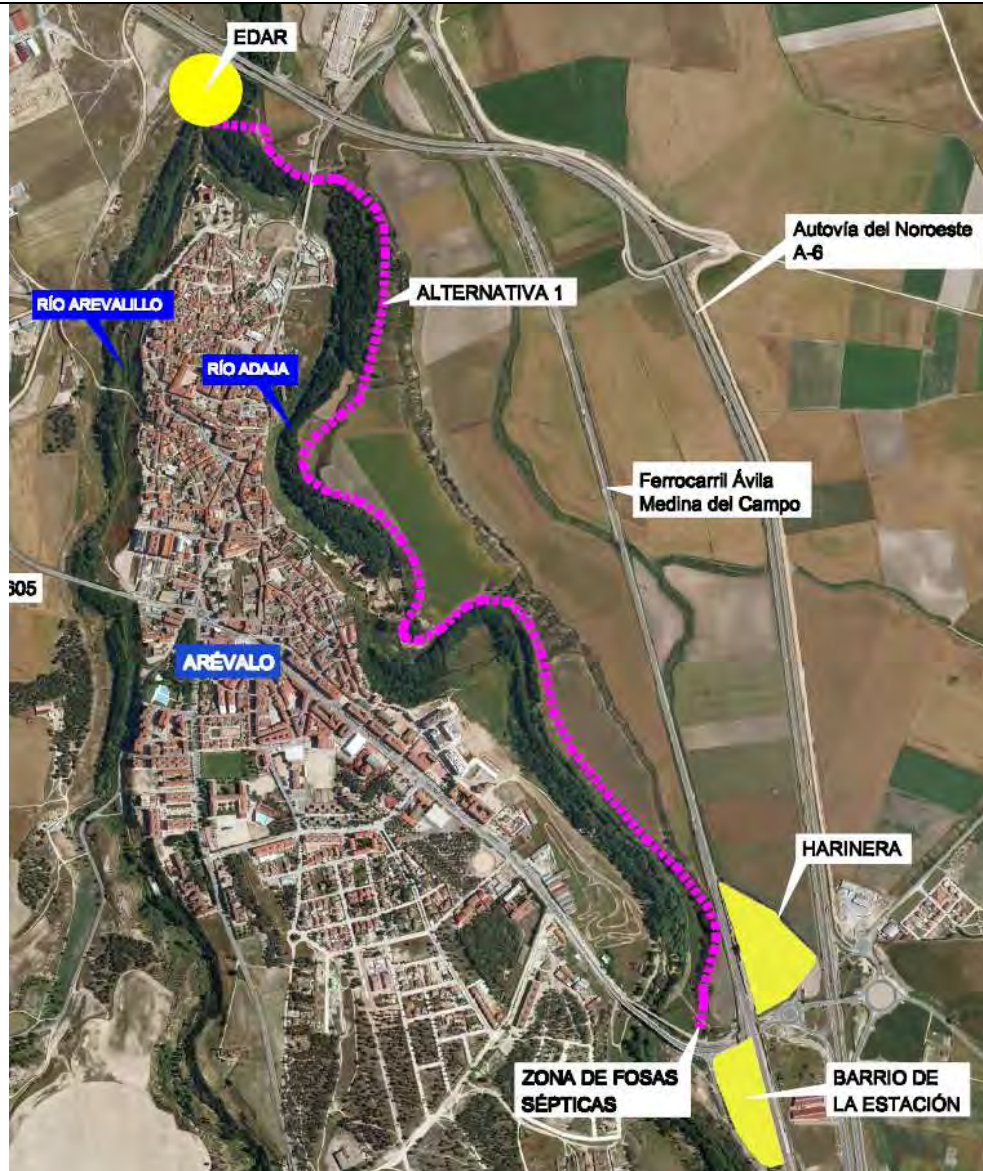 EDAR
Autovía del Noroeste
A-6
RÍO AREVALILLO
ALTERNATIVA 1
RÍO ADAJA
Ferrocarril Ávila
Medina del Campo
605
ARÉVALO
HARINERA
ZONA DE FOSAS
SÉPTICAS
BARRIO DE
LA ESTACIÓN